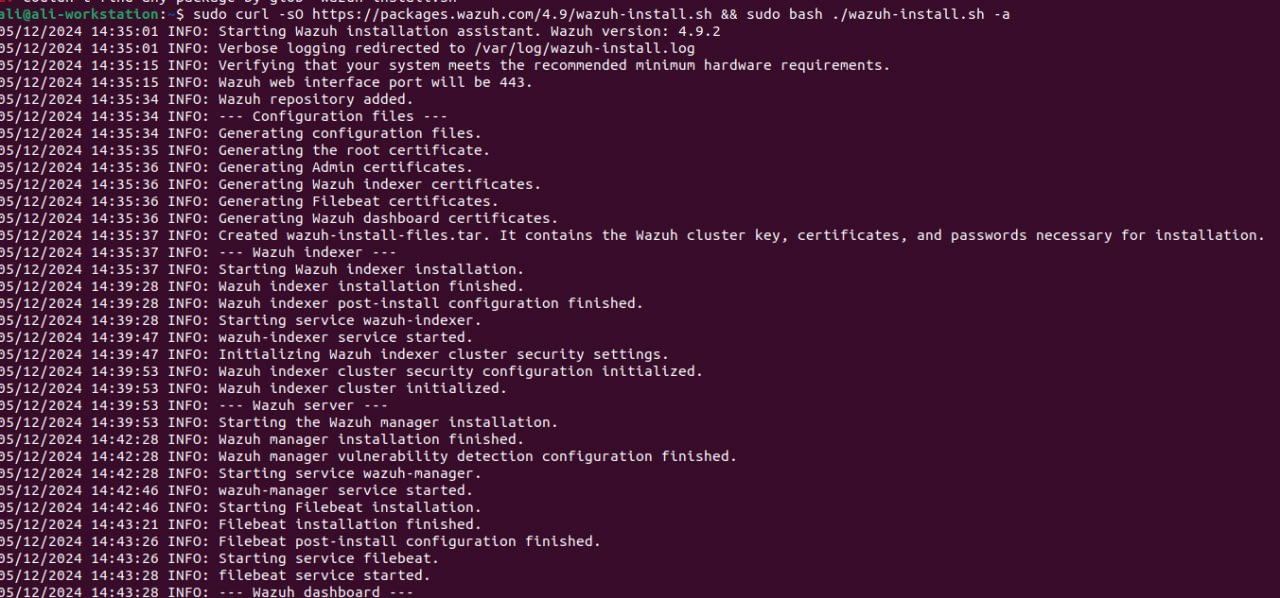 ali@ali-workstation:~$ sudo curl -sO https://packages.wazuh.com/4.9/wazuh-install.sh && sudo bash ./wazuh-install.sh -a
05/12/2024 14:35:01 INFO: Starting Wazuh installation assistant. Wazuh version: 4.9.2
05/12/2024 14:35:01 INFO: Verbose logging redirected to /var/log/wazuh-install.log
05/12/2024 14:35:15 INFO: Verifying that your system meets the recommended minimum hardware requirements.
05/12/2024 14:35:15 INFO: Wazuh web interface port will be 443.
05/12/2024 14:35:34 INFO: Wazuh repository added.
05/12/2024 14:35:34 INFO: --- Configuration files ---
05/12/2024 14:35:34 INFO: Generating configuration files.
05/12/2024 14:35:35 INFO: Generating the root certificate.
05/12/2024 14:35:36 INFO: Generating Admin certificates.
05/12/2024 14:35:36 INFO: Generating Wazuh indexer certificates.
05/12/2024 14:35:36 INFO: Generating Filebeat certificates.
05/12/2024 14:35:36 INFO: Generating Wazuh dashboard certificates.
05/12/2024 14:35:37 INFO: Created wazuh-install-files.tar. It contains the Wazuh cluster key, certificates, and passwords necessary for installation.
05/12/2024 14:35:37 INFO: --- Wazuh indexer ---
05/12/2024 14:35:37 INFO: Starting Wazuh indexer installation.
05/12/2024 14:39:28 INFO: Wazuh indexer installation finished.
05/12/2024 14:39:28 INFO: Wazuh indexer post-install configuration finished.
05/12/2024 14:39:28 INFO: Starting service wazuh-indexer.
05/12/2024 14:39:47 INFO: wazuh-indexer service started.
05/12/2024 14:39:47 INFO: Initializing Wazuh indexer cluster security settings.
05/12/2024 14:39:53 INFO: Wazuh indexer cluster security configuration initialized.
05/12/2024 14:39:53 INFO: Wazuh indexer cluster initialized.
05/12/2024 14:39:53 INFO: --- Wazuh server ---
05/12/2024 14:39:53 INFO: Starting the Wazuh manager installation.
05/12/2024 14:42:28 INFO: Wazuh manager installation finished.
05/12/2024 14:42:28 INFO: Wazuh manager vulnerability detection configuration finished.
05/12/2024 14:42:28 INFO: Starting service wazuh-manager.
05/12/2024 14:42:46 INFO: wazuh-manager service started.
05/12/2024 14:42:46 INFO: Starting Filebeat installation.
05/12/2024 14:43:21 INFO: Filebeat installation finished.
05/12/2024 14:43:26 INFO: Filebeat post-install configuration finished.
05/12/2024 14:43:26 INFO: Starting service filebeat.
05/12/2024 14:43:28 INFO: filebeat service started.
05/12/2024 14:43:28 INFO: --- Wazuh dashboard ---